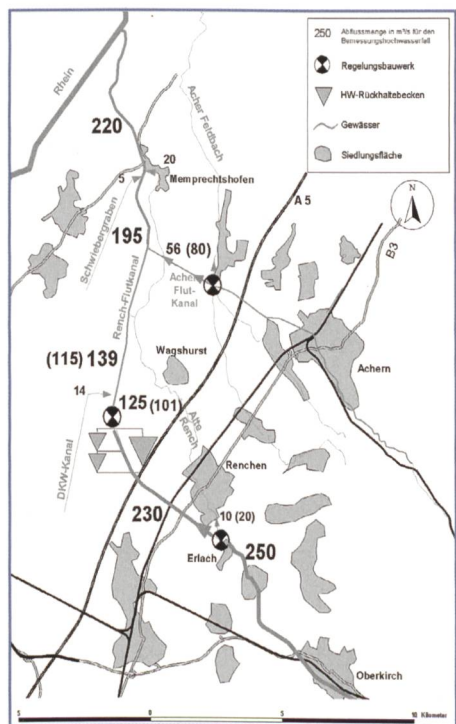 250 Abflussmenge in m³/s für den
Bemessungshochwasserfall
Regelungsbauwerk
HW-Rückhaltebecken
Gewässer
Siedlungsfläche
N
Rhein
Acher Feldbach
220
20
5
Memprechtshofen
A 5
B3
Schwiebergraben
195
56 (80)
Acher-
Flut-
Kanal
Rench-Flutkanal
Achern
Wagshurst
(115) 139
14
125 (101)
Alte
Rench
DKW-Kanal
Renchen
230
10 (20)
Erlach
250
Oberkirch
5 0 5 10 Kilometer